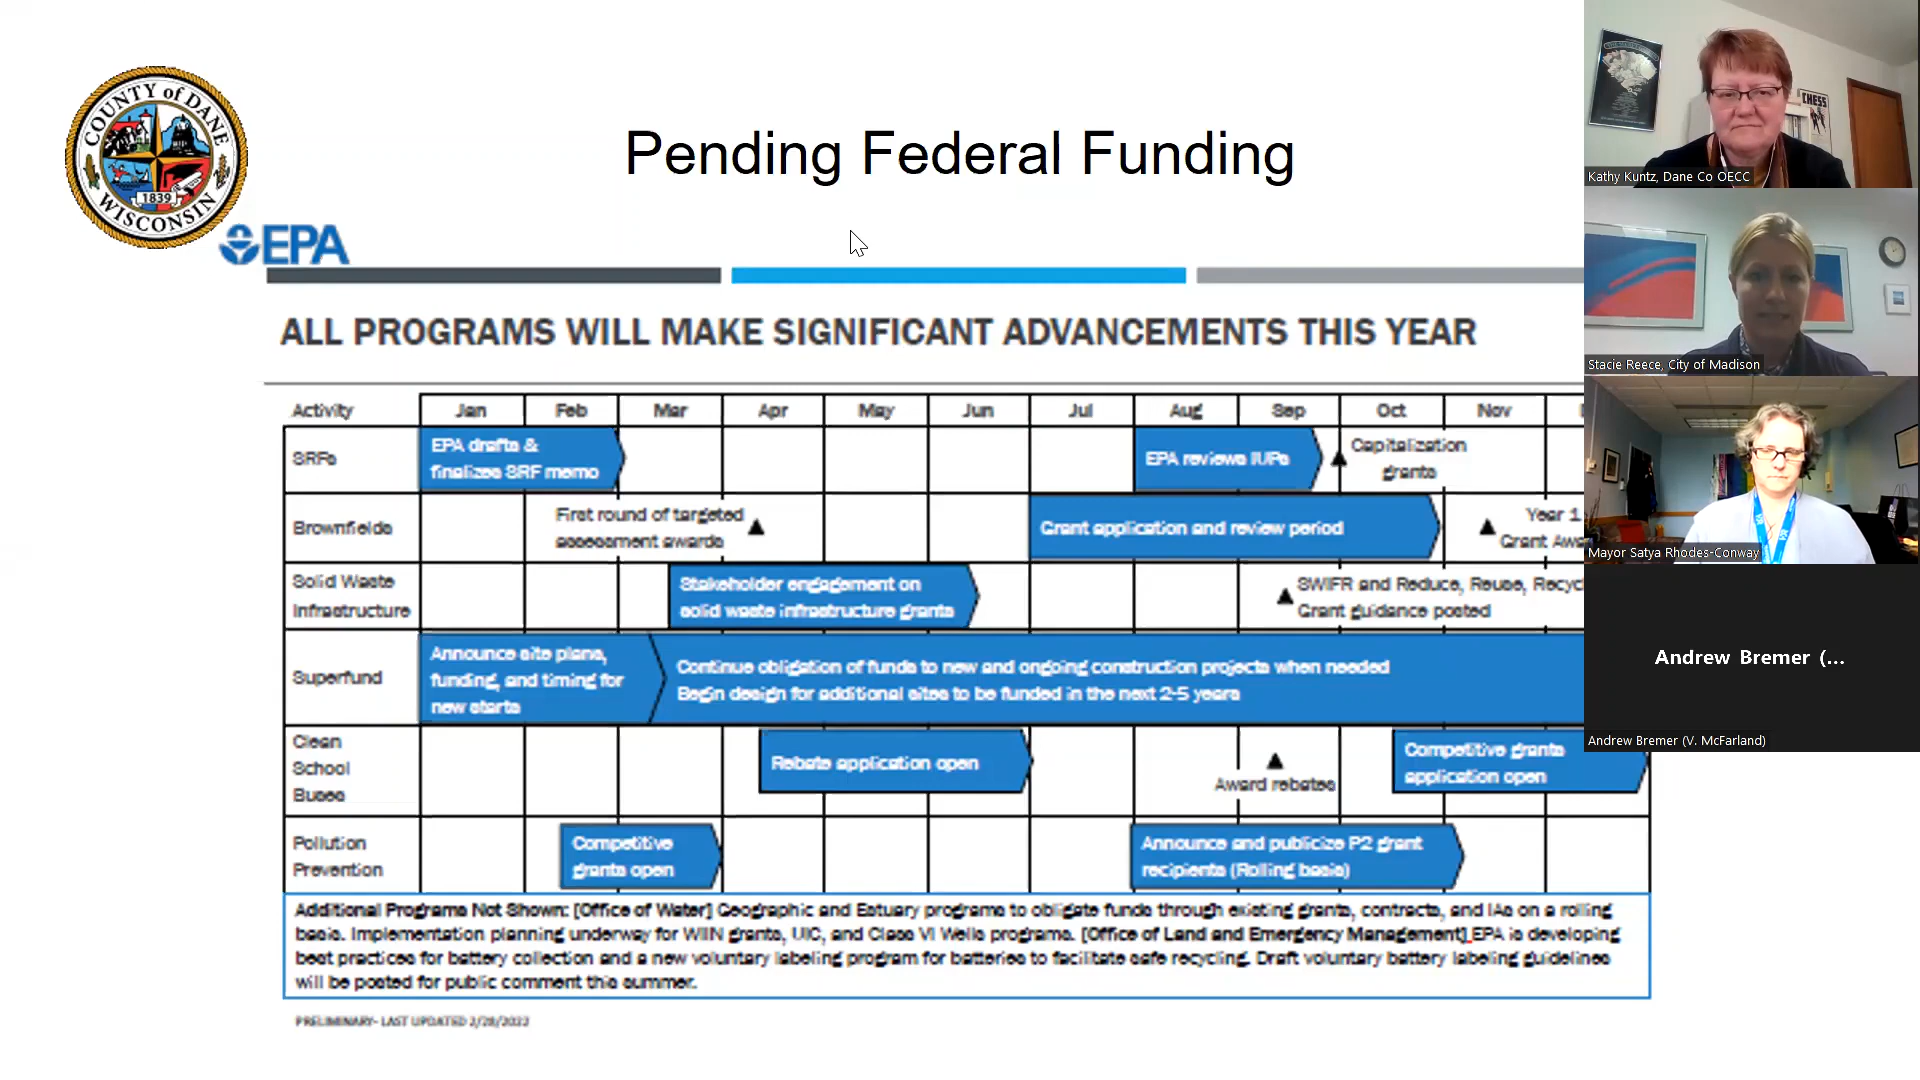 COUNTY of DANE
1839
WISCONSIN
Pending Federal Funding
EPA
ALL PROGRAMS WILL MAKE SIGNIFICANT ADVANCEMENTS THIS YEAR
Activity Jan Feb Mar Apr May Jun Jul Aug Sep Oct Nov
SRFs
EPA drafts &
finalizes SRF memo
EPA reviews IUPs
Capitalization
grants
Brownfields
First round of targeted
assessment awards
Grant application and review period
Year 1
Grant
Solid Waste
Infrastructure
Stakeholder engagement on
solid waste infrastructure grants
SWIFR and Reduce, Reuse,
Grant guidance posted
Superfund
Announce site plans,
funding, and timing for
new starts
Continue obligation of funds to new and ongoing construction projects when needed
Begin design for additional sites to be funded in the next 2-5 years
Clean
School
Buses
Rebate application open
Award rebates
Competitive grants
application open
Pollution
Prevention
Competitive
grants open
Announce and publicize P2 grant
recipients (Rolling basis)
Additional Programs Not Shown: [Office of Water] Geographic and Estuary programs to obligate funds through existing grants, contracts, and IAs on a rolling
basis. Implementation planning underway for WIIN grants, UIC, and Class VI Wells programs. [Office of Land and Emergency Management] EPA is developing
best practices for battery collection and a new voluntary labeling program for batteries to facilitate safe recycling. Draft voluntary battery labeling guidelines
will be posted for public comment this summer.
PRELIMINARY- LAST UPDATED 2/28/2022
CHESS
Kathy Kuntz, Dane Co OECC
Stacie Reece, City of Madison
Mayor Satya Rhodes-Conway
Andrew Bremer (...
Andrew Bremer (V. McFarland)